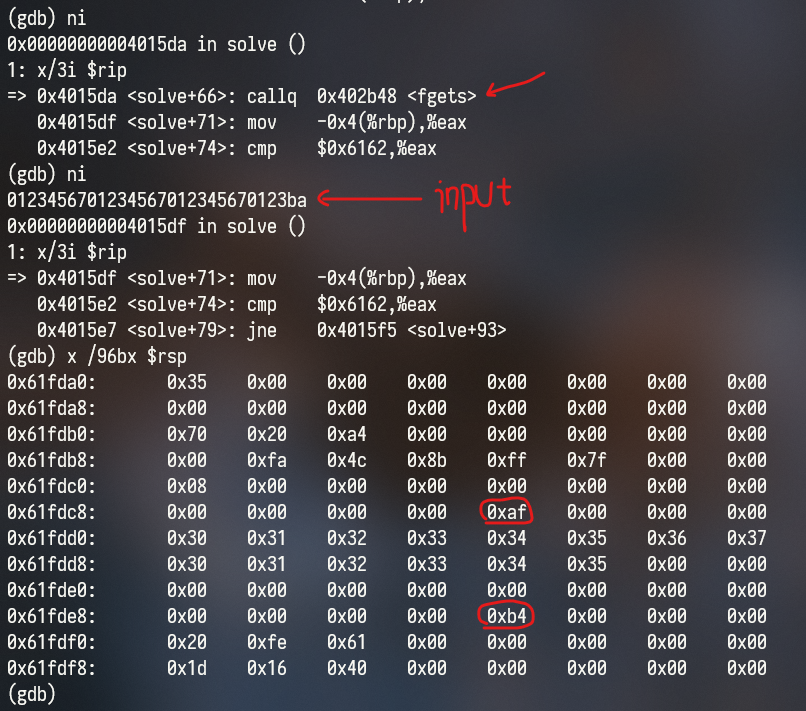 (gdb) ni
0x00000000004015da in solve ()
1: x/3i $rip
=> 0x4015da <solve+66>: callq  0x402b48 <fgets>
   0x4015df <solve+71>: mov    -0x4(%rbp),%eax
   0x4015e2 <solve+74>: cmp    $0x6162,%eax
(gdb) ni
0123456701234567012345670123ba input
0x00000000004015df in solve ()
1: x/3i $rip
=> 0x4015df <solve+71>: mov    -0x4(%rbp),%eax
   0x4015e2 <solve+74>: cmp    $0x6162,%eax
   0x4015e7 <solve+79>: jne    0x4015f5 <solve+93>
(gdb) x /96bx $rsp
0x61fda0: 0x35 0x00 0x00 0x00 0x00 0x00 0x00 0x00
0x61fda8: 0x00 0x00 0x00 0x00 0x00 0x00 0x00 0x00
0x61fdb0: 0x70 0x20 0xa4 0x00 0x00 0x00 0x00 0x00
0x61fdb8: 0x00 0xfa 0x4c 0x8b 0xff 0x7f 0x00 0x00
0x61fdc0: 0x08 0x00 0x00 0x00 0x00 0x00 0x00 0x00
0x61fdc8: 0x00 0x00 0x00 0x00 0xaf 0x00 0x00 0x00
0x61fdd0: 0x30 0x31 0x32 0x33 0x34 0x35 0x36 0x37
0x61fdd8: 0x30 0x31 0x32 0x33 0x34 0x35 0x00 0x00
0x61fde0: 0x00 0x00 0x00 0x00 0x00 0x00 0x00 0x00
0x61fde8: 0x00 0x00 0x00 0x00 0xb4 0x00 0x00 0x00
0x61fdf0: 0x20 0xfe 0x61 0x00 0x00 0x00 0x00 0x00
0x61fdf8: 0x1d 0x16 0x40 0x00 0x00 0x00 0x00 0x00
(gdb)